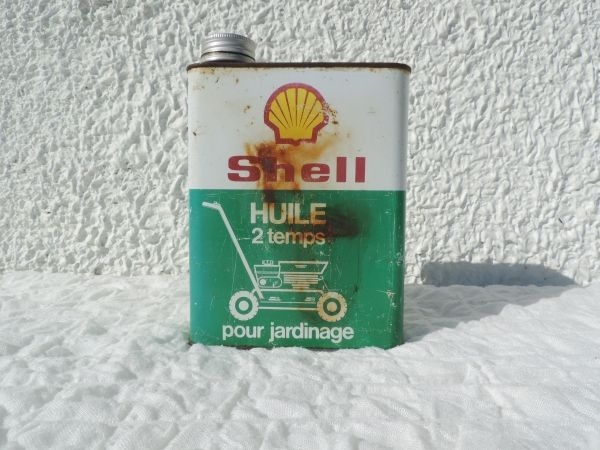 Shell
HUILE
2 temps
pour jardinage